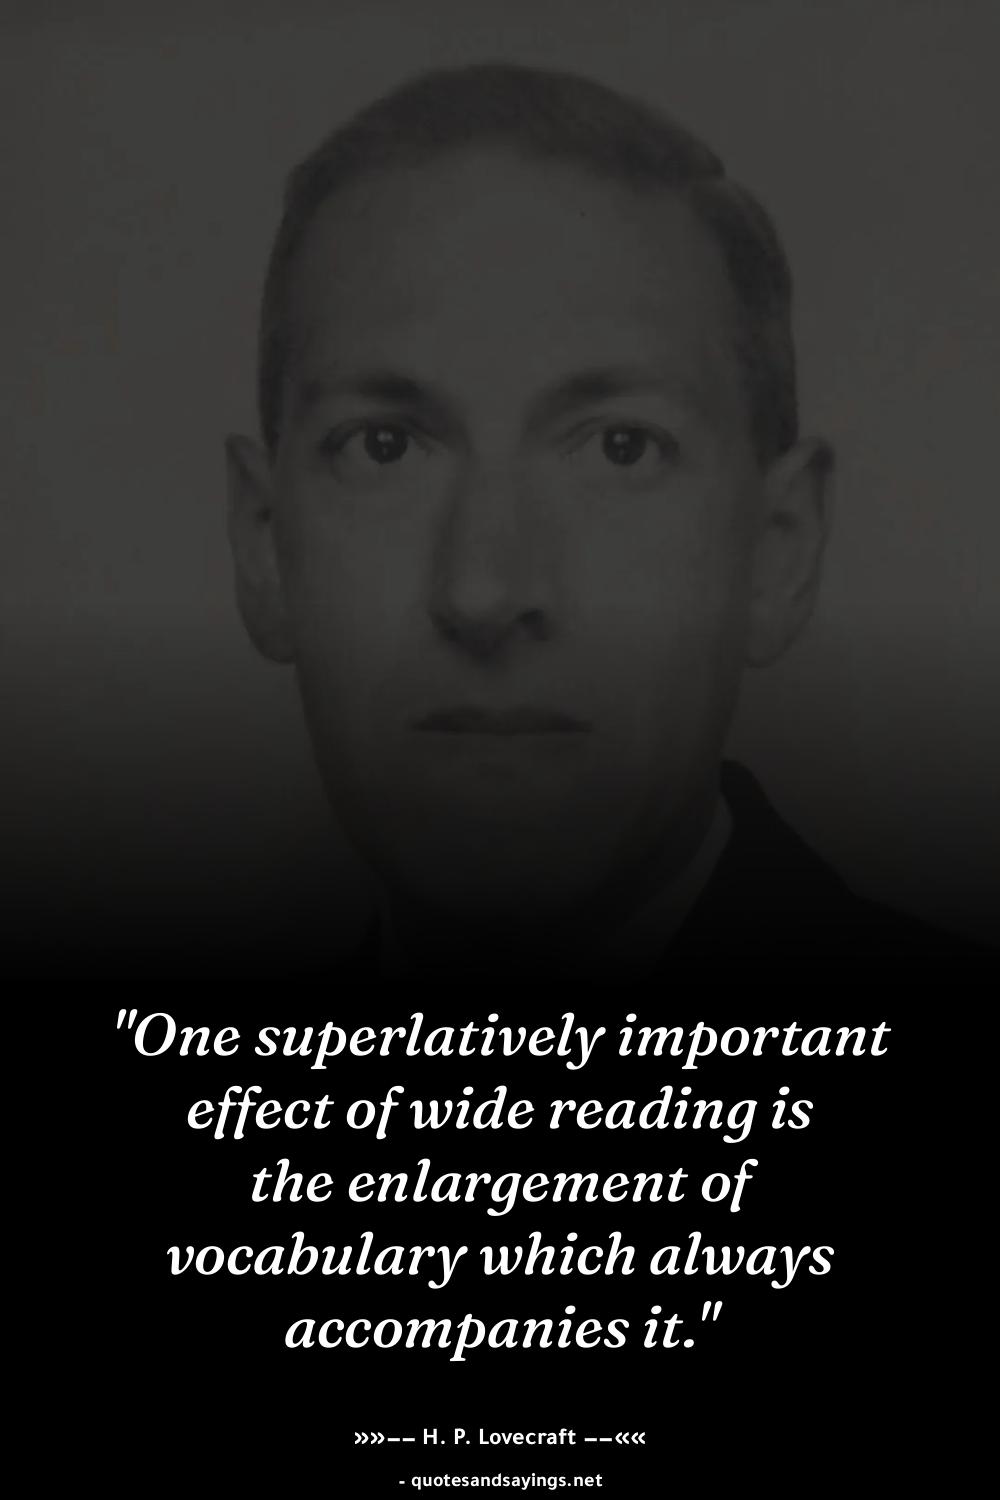 "One superlatively important
effect of wide reading is
the enlargement of
vocabulary which always
accompanies it."
»»−− H. P. Lovecraft −−««
- quotesandsayings.net